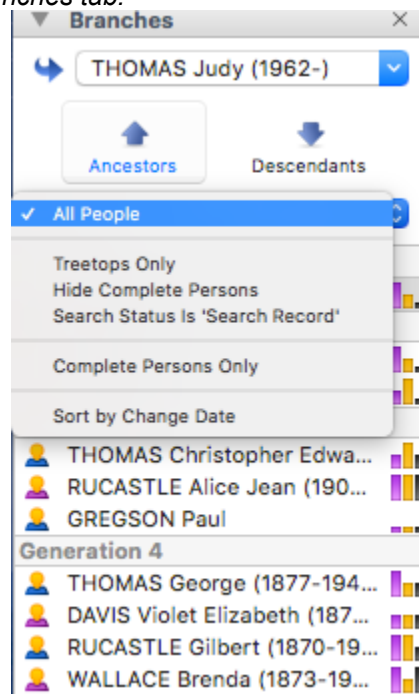 nches tab.
Branches
THOMAS Judy (1962-)
Ancestors Descendants
All People
Treetops Only
Hide Complete Persons
Search Status Is 'Search Record'
Complete Persons Only
Sort by Change Date
THOMAS Christopher Edwa...
RUCASTLE Alice Jean (190...
GREGSON Paul
Generation 4
THOMAS George (1877-194...
DAVIS Violet Elizabeth (187...
RUCASTLE Gilbert (1870-19...
WALLACE Brenda (1873-19...